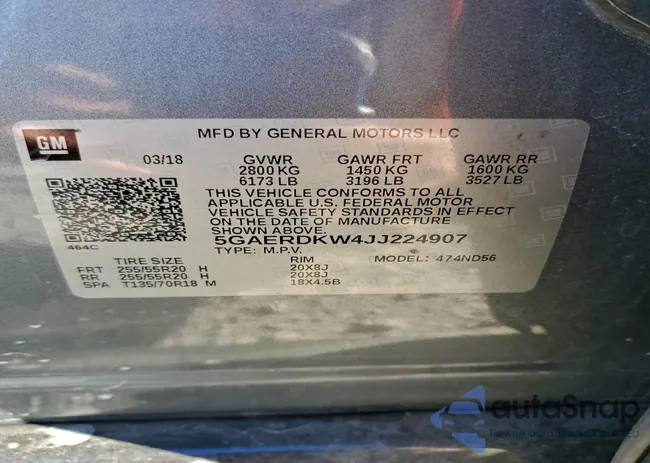 GM
MFD BY GENERAL MOTORS LLC
03/18 GVWR GAWR FRT GAWR RR
2800 KG 1450 KG 1600 KG
6173 LB 3196 LB 3527 LB
THIS VEHICLE CONFORMS TO ALL
APPLICABLE U.S. FEDERAL MOTOR
VEHICLE SAFETY STANDARDS IN EFFECT
ON THE DATE OF MANUFACTURE
SHOWN ABOVE.
5GAERDKW4JJ224907
464C
TYPE: M.P.V. MODEL: 474ND56
TIRE SIZE RIM
FRT 255/55R20 H 20X8J
RR 255/55R20 H 20X8J
SPA T135/70R18 M 18X4.5B
autoSnap